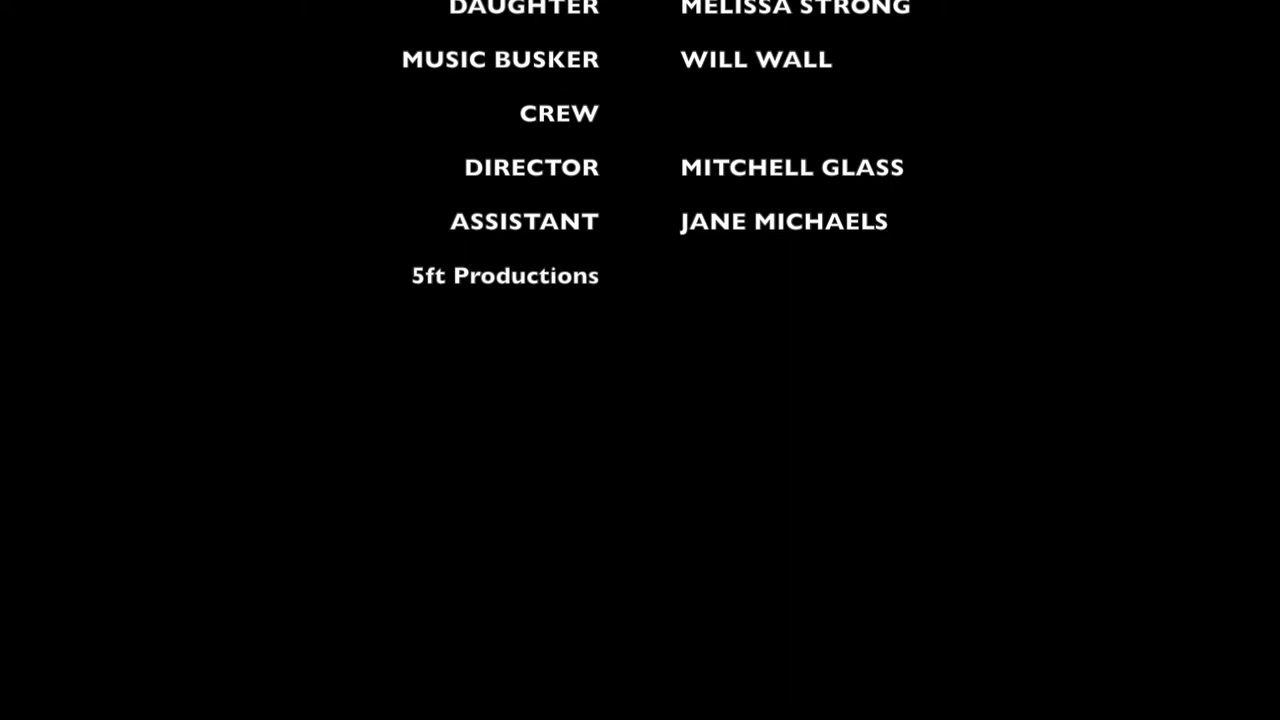 DAUGHTER MELISSA STRONG
MUSIC BUSKER WILL WALL
CREW
DIRECTOR MITCHELL GLASS
ASSISTANT JANE MICHAELS
5ft Productions